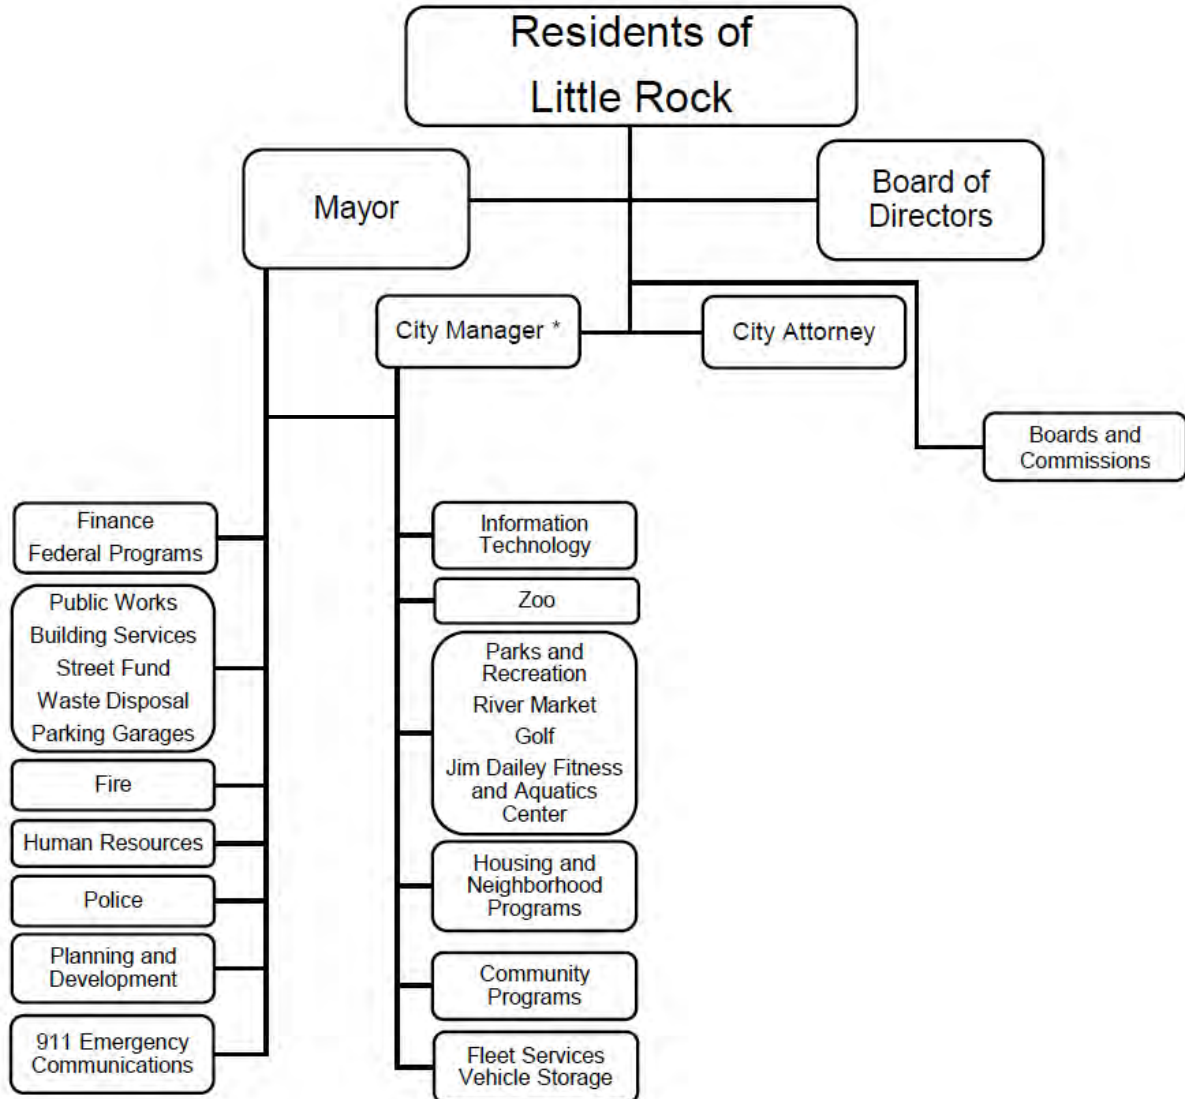 Residents of
Little Rock
Mayor
Board of
Directors
City Manager *
City Attorney
Boards and
Commissions
Finance
Federal Programs
Public Works
Building Services
Street Fund
Waste Disposal
Parking Garages
Fire
Human Resources
Police
Planning and
Development
911 Emergency
Communications
Information
Technology
Zoo
Parks and
Recreation
River Market
Golf
Jim Dailey Fitness
and Aquatics
Center
Housing and
Neighborhood
Programs
Community
Programs
Fleet Services
Vehicle Storage